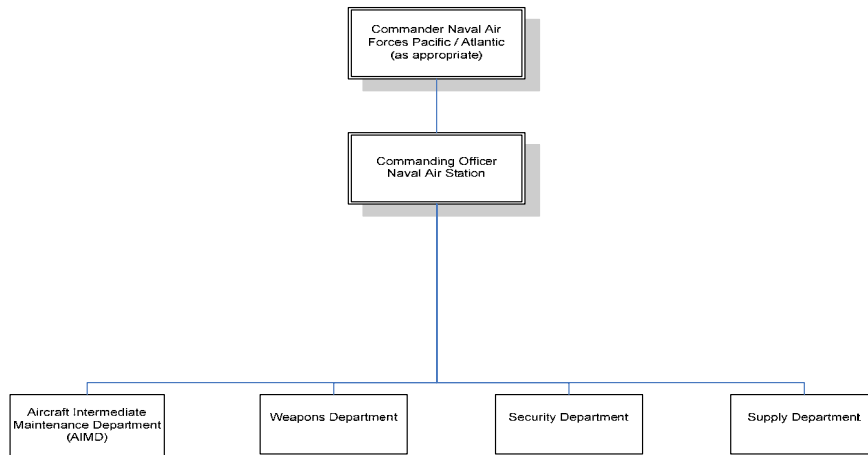 Commander Naval Air
Forces Pacific / Atlantic
(as appropriate)
Commanding Officer
Naval Air Station
Aircraft Intermediate
Maintenance Department
(AIMD)
Weapons Department
Security Department
Supply Department